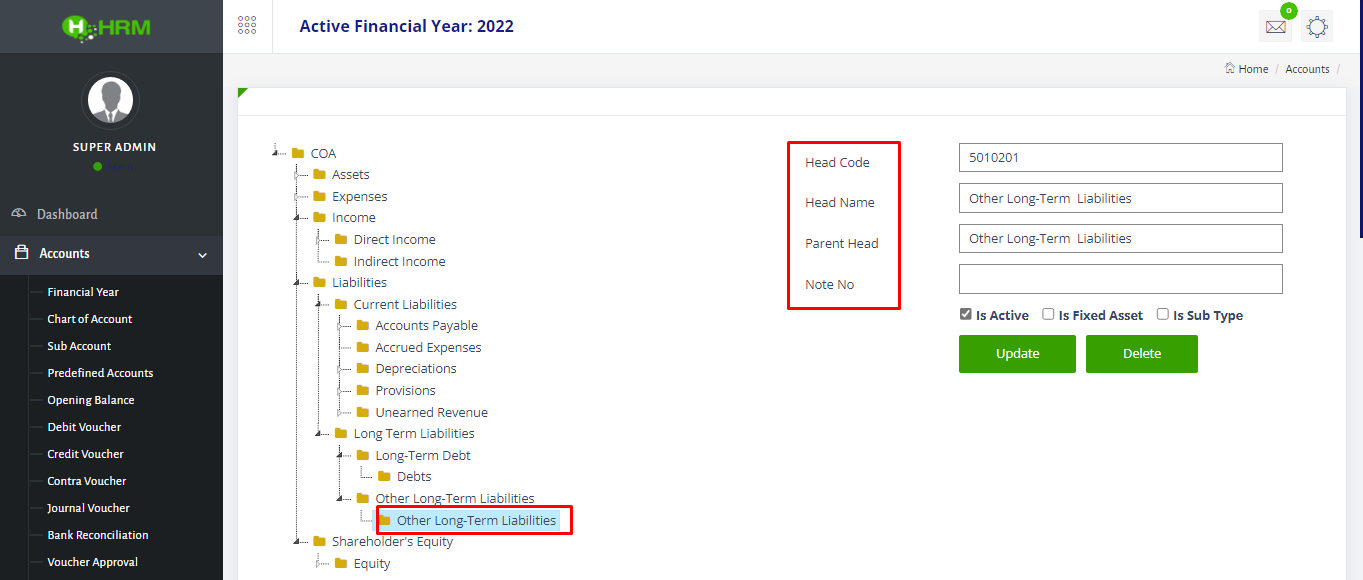 HRM
Active Financial Year: 2022
0
Home / Accounts /
SUPER ADMIN
Dashboard
Accounts
Financial Year
Chart of Account
Sub Account
Predefined Accounts
Opening Balance
Debit Voucher
Credit Voucher
Contra Voucher
Journal Voucher
Bank Reconciliation
Voucher Approval
COA
Assets
Expenses
Income
Direct Income
Indirect Income
Liabilities
Current Liabilities
Accounts Payable
Accrued Expenses
Depreciations
Provisions
Unearned Revenue
Long Term Liabilities
Long-Term Debt
Debts
Other Long-Term Liabilities
Other Long-Term Liabilities
Shareholder's Equity
Equity
Head Code 5010201
Head Name Other Long-Term  Liabilities
Parent Head Other Long-Term  Liabilities
Note No
Is Active Is Fixed Asset Is Sub Type
Update Delete